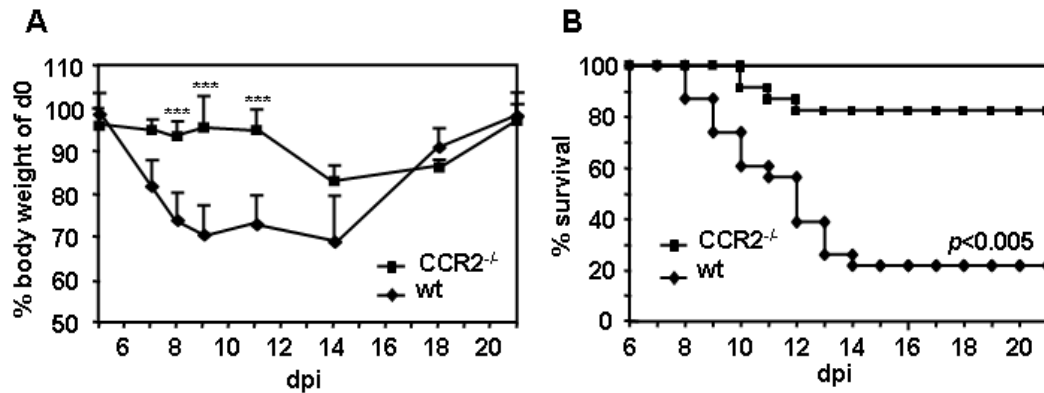 A
% body weight of d0
110
100
90
80
70
60
50
***
***
***
CCR2-/-
wt
6 8 10 12 14 18 20
dpi
B
% survival
100
80
60
40
20
0
CCR2-/-
wt
p<0.005
6 8 10 12 14 16 18 20
dpi